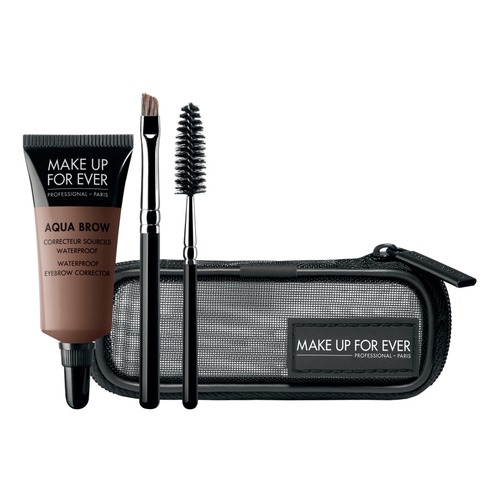 MAKE UP
FOR EVER
PROFESSIONAL – PARIS
AQUA BROW
CORRECTEUR SOURCILS
WATERPROOF
WATERPROOF
EYEBROW CORRECTOR
MAKE UP FOR EVER
PROFESSIONAL – PARIS